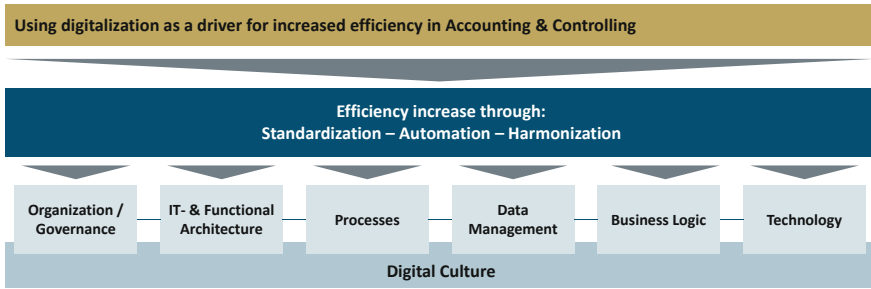 Using digitalization as a driver for increased efficiency in Accounting & Controlling
Efficiency increase through:
Standardization – Automation – Harmonization
Organization /
Governance
IT- & Functional
Architecture
Processes
Data
Management
Business Logic
Technology
Digital Culture